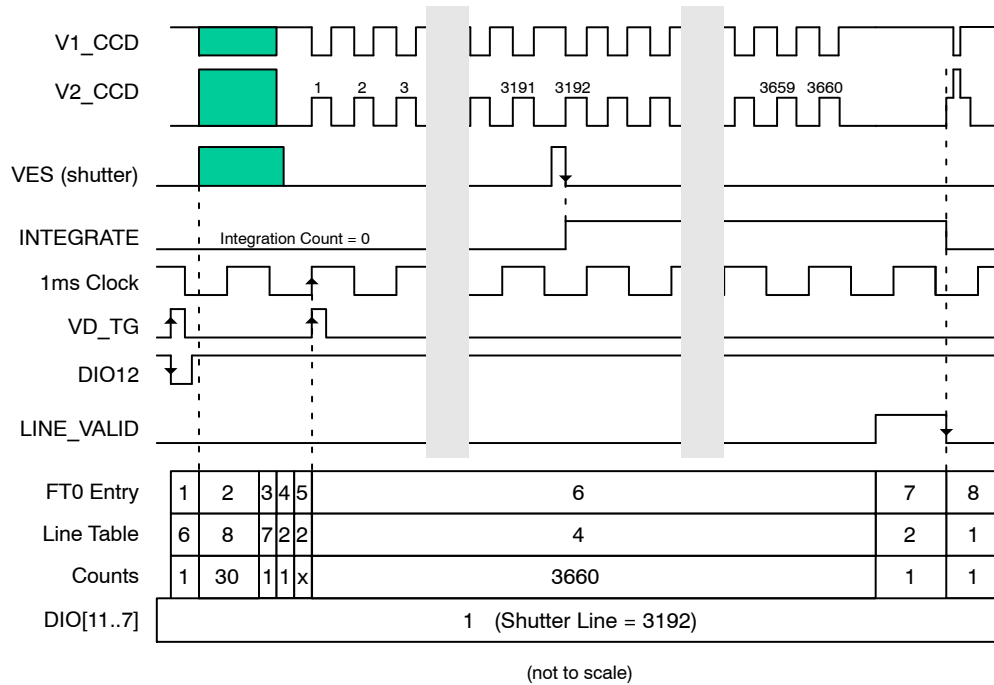 V1_CCD
V2_CCD
1 2 3 3191 3192 3659 3660
VES (shutter)
INTEGRATE
Integration Count = 0
1ms Clock
VD_TG
DIO12
LINE_VALID
FT0 Entry 1 2 3 4 5 6 7 8
Line Table 6 8 7 2 2 4 2 1
Counts 1 30 1 1 x 3660 1 1
DIO[11..7] 1 (Shutter Line = 3192)
(not to scale)